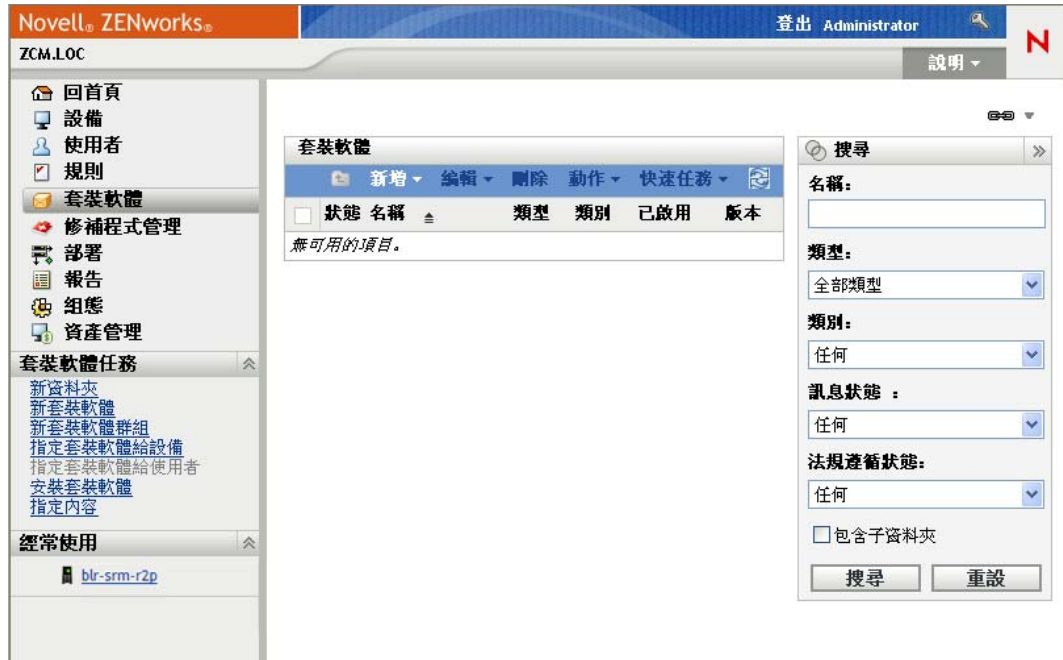 Novell® ZENworks®
登出 Administrator
N
ZCM.LOC
說明
回首頁
設備
使用者
規則
套裝軟體
修補程式管理
部署
報告
組態
資產管理
套裝軟體任務
新資料夾
新套裝軟體
新套裝軟體群組
指定套裝軟體給設備
指定套裝軟體給使用者
安裝套裝軟體
指定內容
經常使用
blr-srm-r2p
套裝軟體
新增 編輯 刪除 動作 快速任務
狀態 名稱 類型 類別 已啟用 版本
無可用的項目。
搜尋
名稱：
類型：
全部類型
類別：
任何
訊息狀態 ：
任何
法規遵循狀態：
任何
包含子資料夾
搜尋 重設